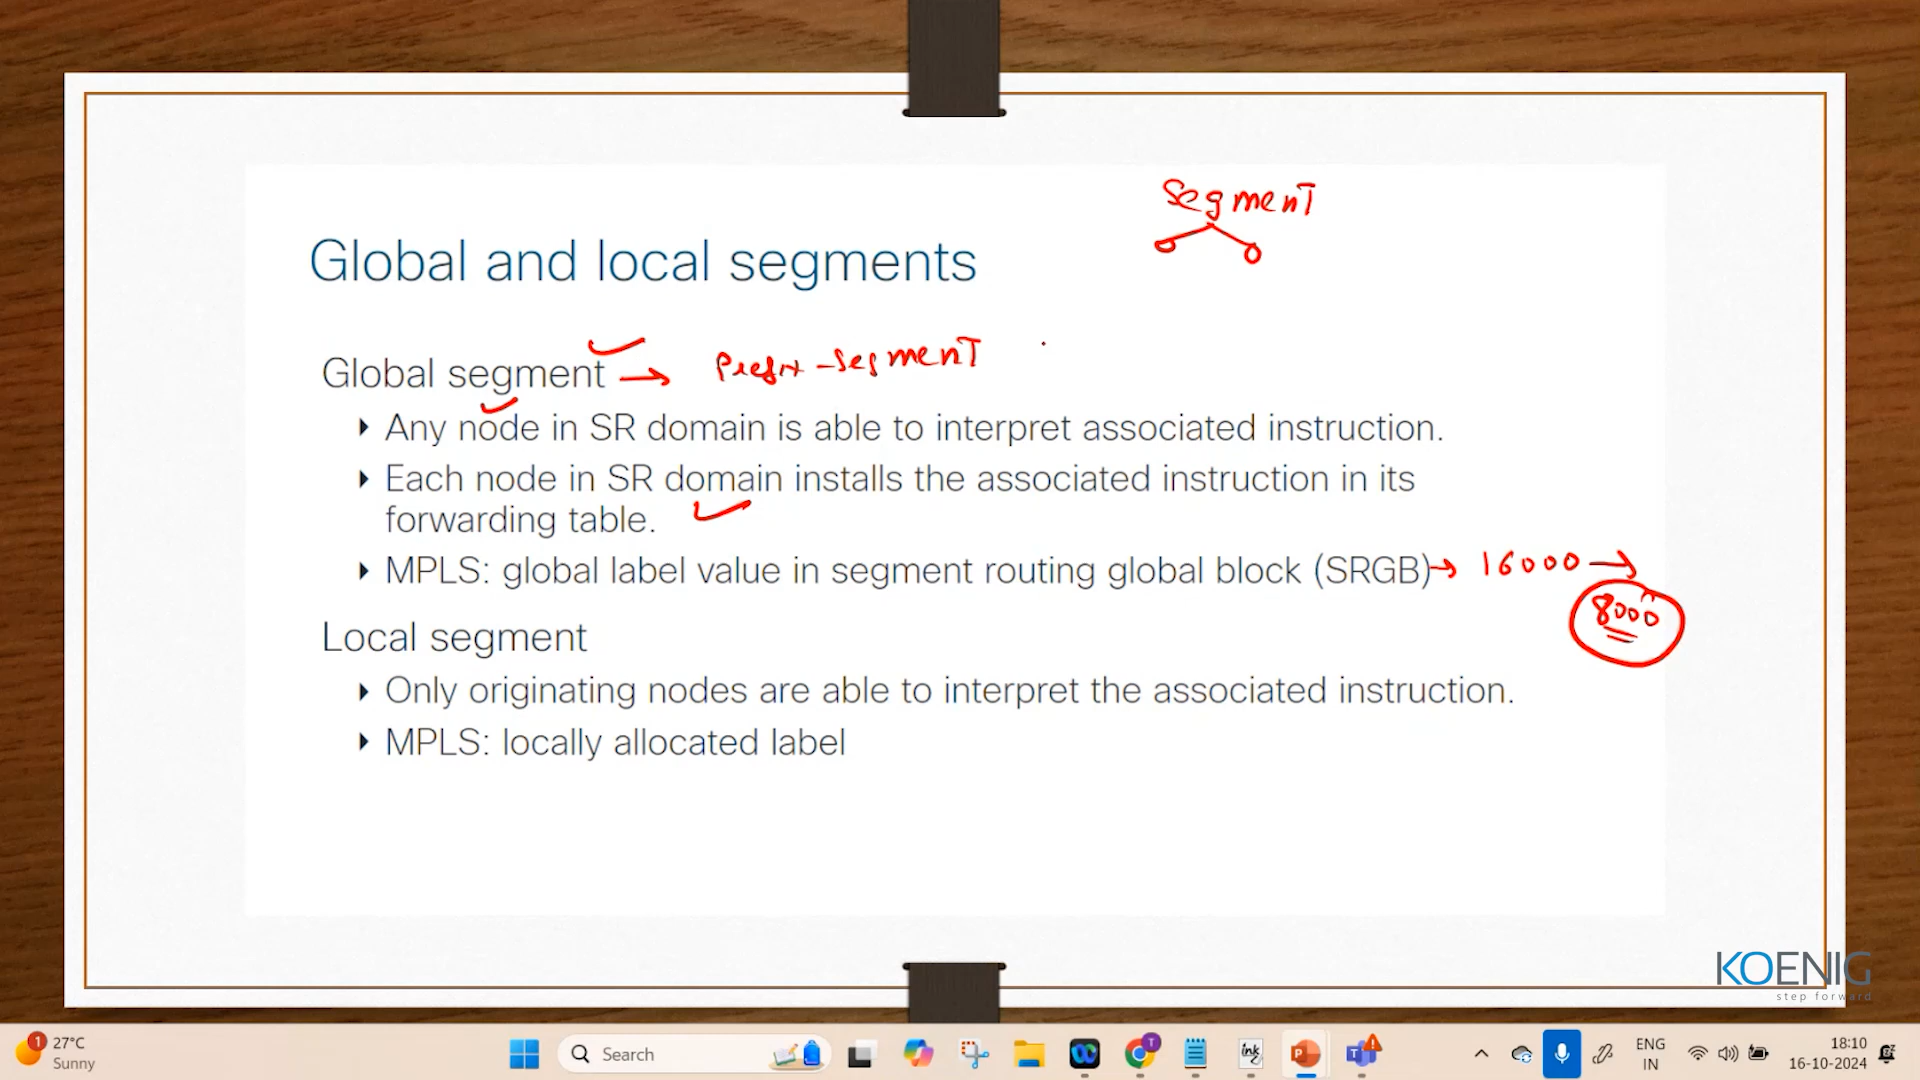 Segment
Global and local segments
Global segment → Prefix-Segment
Any node in SR domain is able to interpret associated instruction.
Each node in SR domain installs the associated instruction in its
forwarding table.
MPLS: global label value in segment routing global block (SRGB) → 16000 →
8000
Local segment
Only originating nodes are able to interpret the associated instruction.
MPLS: locally allocated label
KOENIG
step forward
1
27°C
Sunny
Search
T
ink
P
T
ENG
IN
18:10
16-10-2024